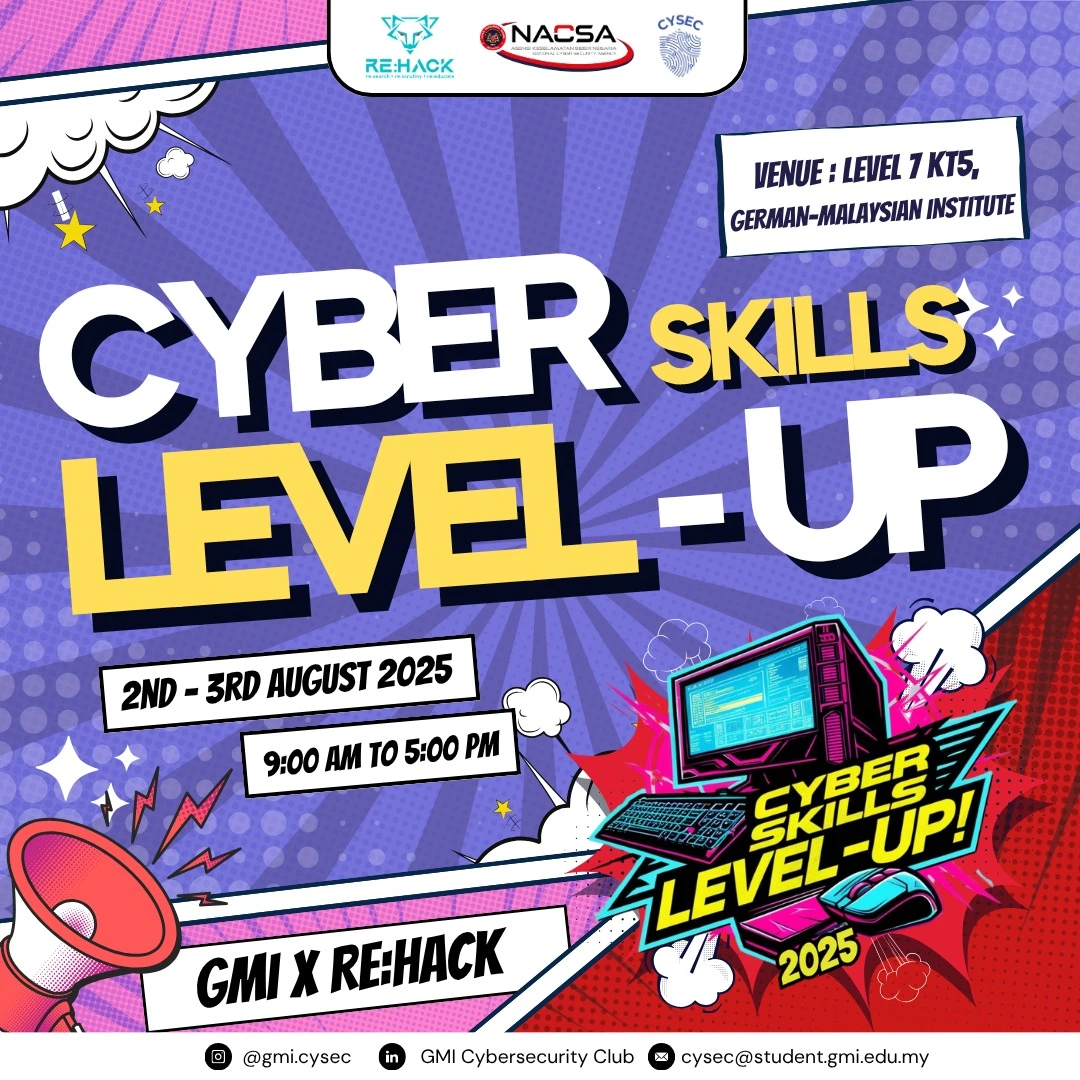 RE:HACK
re-search • re-scrutiny • re-educate
NACSA
AGENSI KESELAMATAN SIBER NEGARA
NATIONAL CYBER SECURITY AGENCY
CYSEC
VENUE : LEVEL 7 KT5,
GERMAN-MALAYSIAN INSTITUTE
CYBER SKILLS
LEVEL - UP
2ND - 3RD AUGUST 2025
9:00 AM TO 5:00 PM
CYBER
SKILLS
LEVEL-UP!
2025
GMI X RE:HACK
@gmi.cysec
GMI Cybersecurity Club
cysec@student.gmi.edu.my